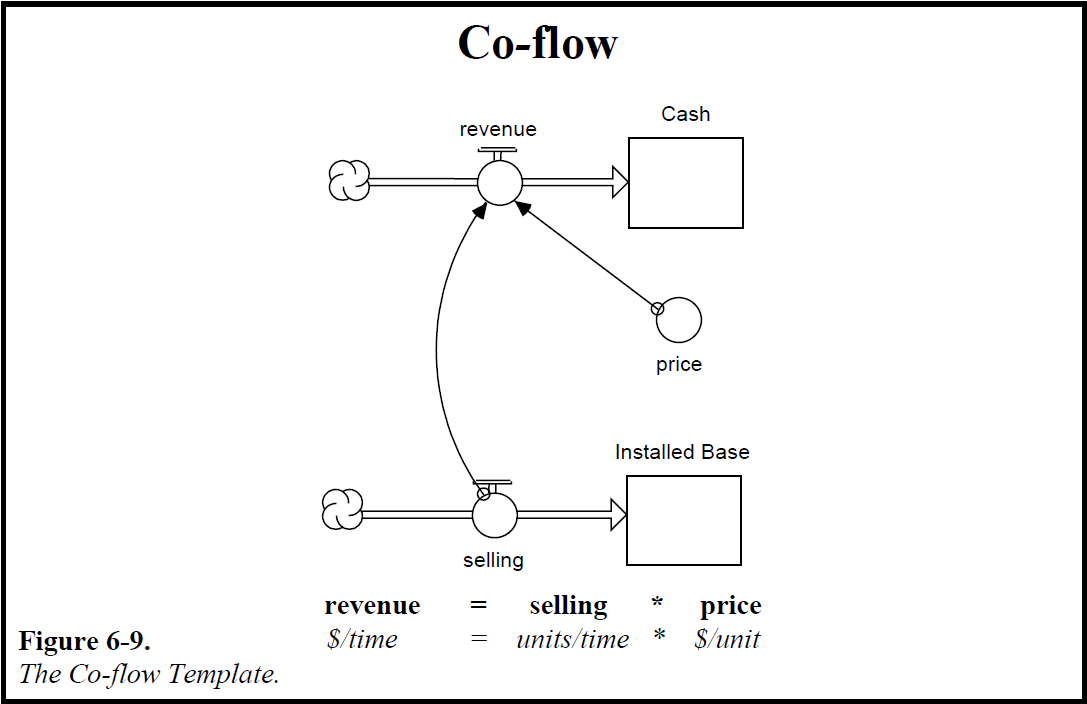 Co-flow
Cash
revenue
price
Installed Base
selling
revenue = selling * price
$/time = units/time * $/unit
Figure 6-9.
The Co-flow Template.